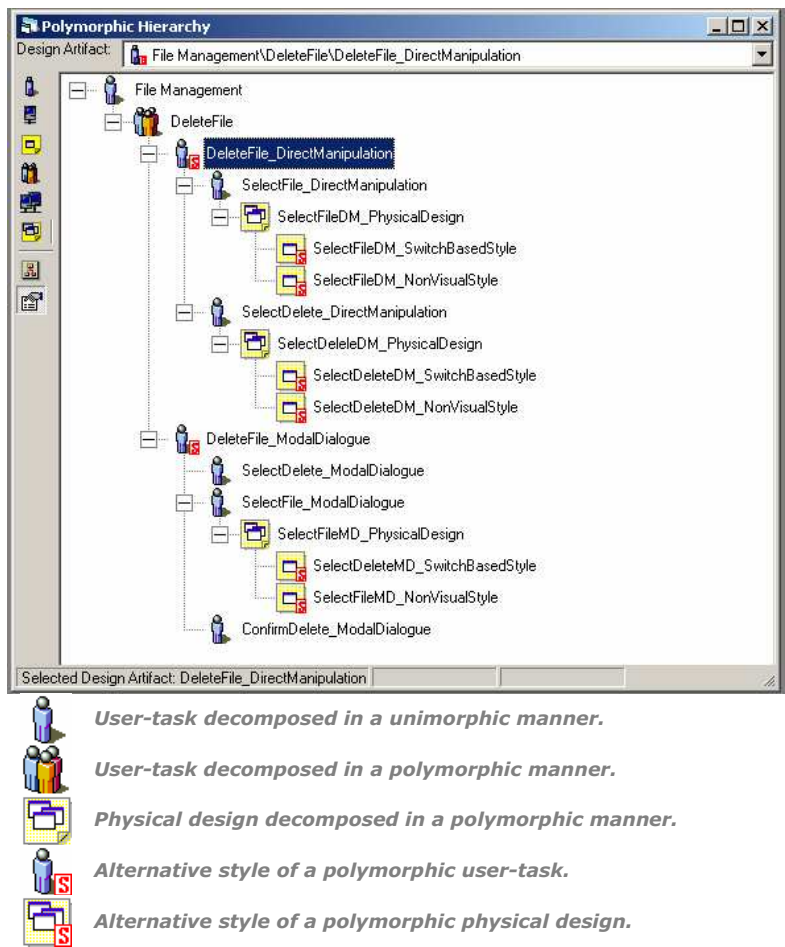 Polymorphic Hierarchy
Design Artifact: File Management\DeleteFile\DeleteFile_DirectManipulation
File Management
DeleteFile
DeleteFile_DirectManipulation
SelectFile_DirectManipulation
SelectFileDM_PhysicalDesign
SelectFileDM_SwitchBasedStyle
SelectFileDM_NonVisualStyle
SelectDelete_DirectManipulation
SelectDeleleDM_PhysicalDesign
SelectDeleteDM_SwitchBasedStyle
SelectDeleteDM_NonVisualStyle
DeleteFile_ModalDialogue
SelectDelete_ModalDialogue
SelectFile_ModalDialogue
SelectFileMD_PhysicalDesign
SelectDeleteMD_SwitchBasedStyle
SelectFileMD_NonVisualStyle
ConfirmDelete_ModalDialogue
Selected Design Artifact: DeleteFile_DirectManipulation
User-task decomposed in a unimorphic manner.
User-task decomposed in a polymorphic manner.
Physical design decomposed in a polymorphic manner.
Alternative style of a polymorphic user-task.
Alternative style of a polymorphic physical design.